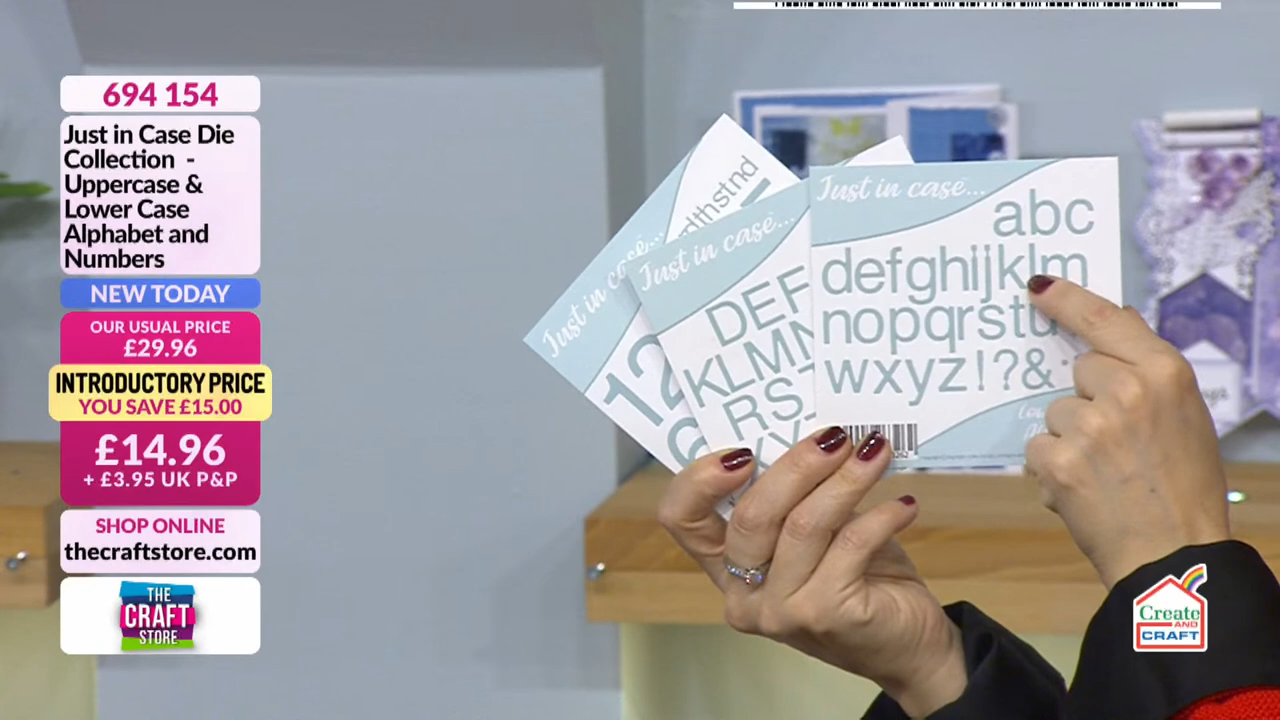 694 154
Just in Case Die
Collection -
Uppercase &
Lower Case
Alphabet and
Numbers
NEW TODAY
OUR USUAL PRICE
£29.96
INTRODUCTORY PRICE
YOU SAVE £15.00
£14.96
+ £3.95 UK P&P
SHOP ONLINE
thecraftstore.com
THE
CRAFT
STORE
Just in case...
dthstnd
12
Just in case...
DEF
KLMN
RS
Just in case...
abc
defghijklm
nopqrstu
wxyz!?&
Create
AND
CRAFT